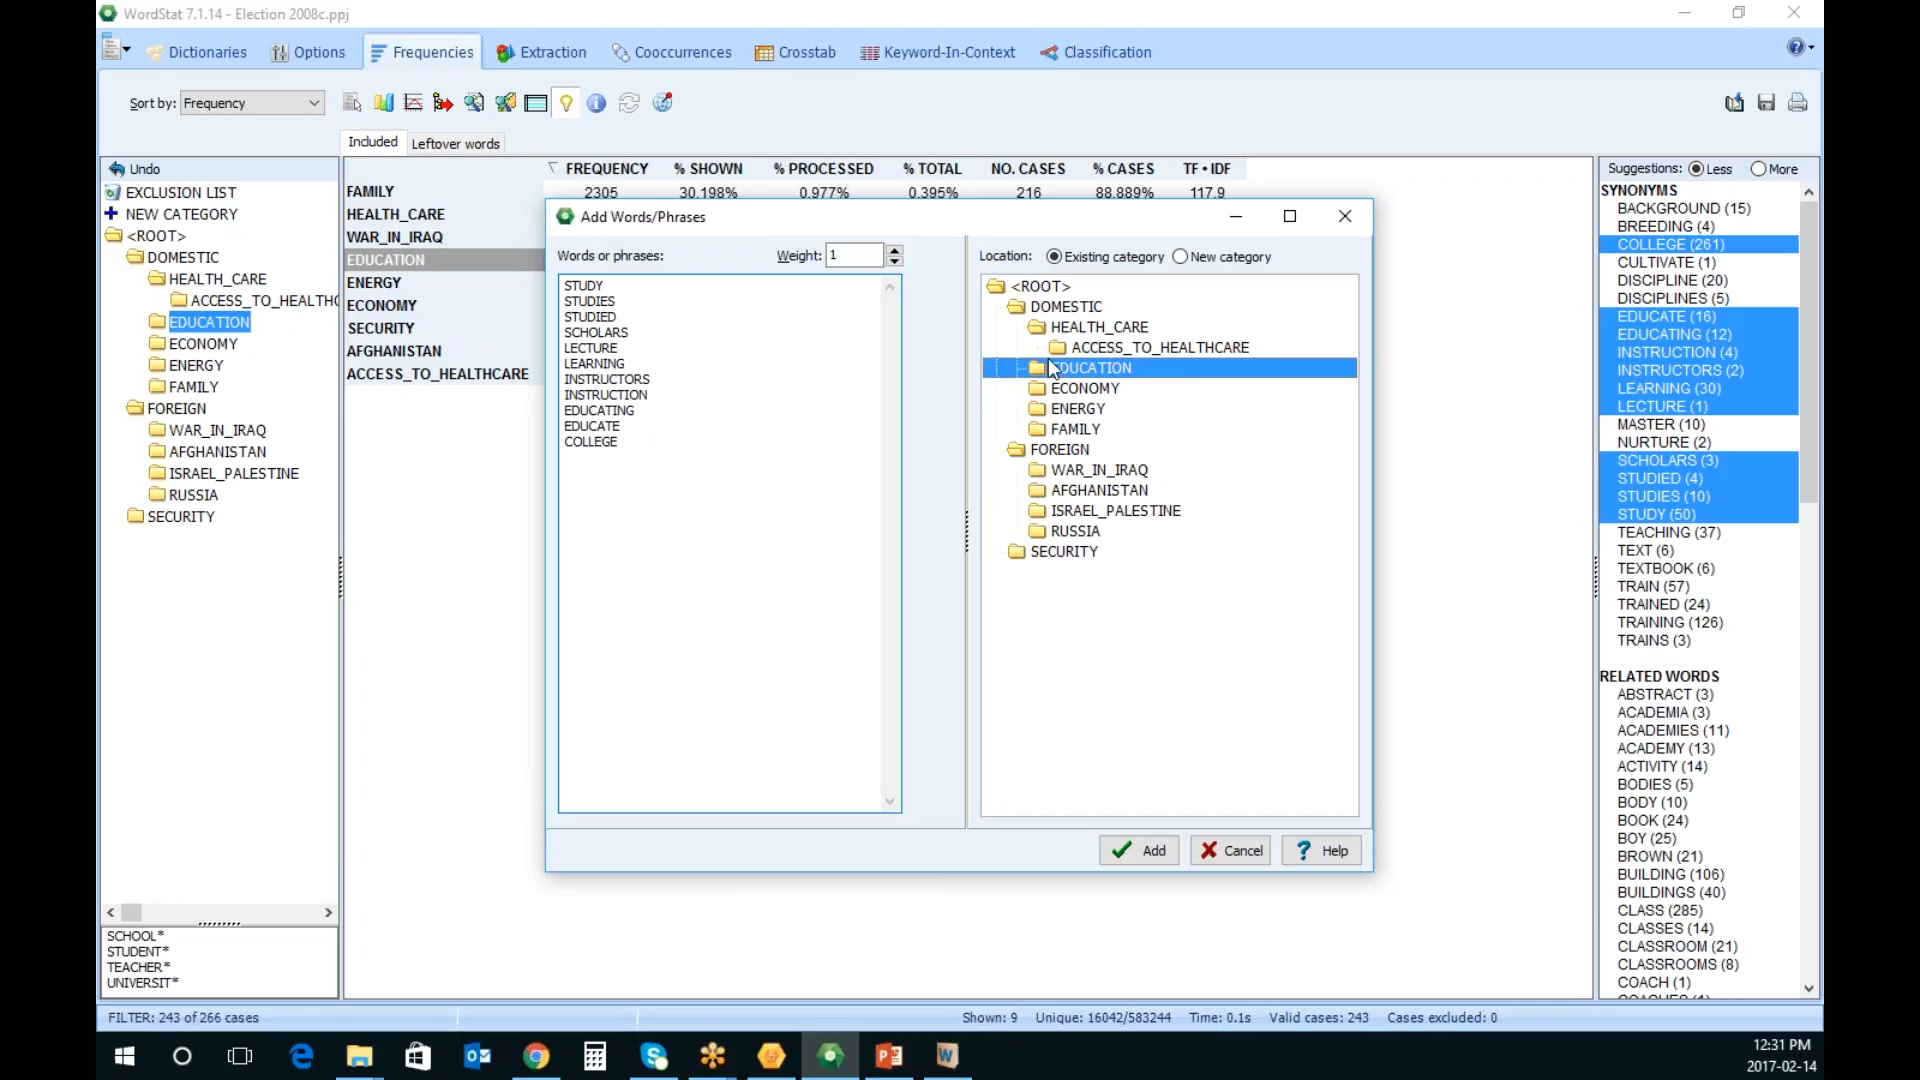 WordStat 7.1.14 - Election 2008c.ppj
Dictionaries
Options
Frequencies
Extraction
Cooccurrences
Crosstab
Keyword-In-Context
Classification
Sort by: Frequency
Included
Leftover words
Undo
EXCLUSION LIST
NEW CATEGORY
<ROOT>
DOMESTIC
HEALTH_CARE
ACCESS_TO_HEALTHC
EDUCATION
ECONOMY
ENERGY
FAMILY
FOREIGN
WAR_IN_IRAQ
AFGHANISTAN
ISRAEL_PALESTINE
RUSSIA
SECURITY
SCHOOL*
STUDENT*
TEACHER*
UNIVERSIT*
FREQUENCY % SHOWN % PROCESSED % TOTAL NO. CASES % CASES TF • IDF
FAMILY 2305 30.198% 0.977% 0.395% 216 88.889% 117.9
HEALTH_CARE
WAR_IN_IRAQ
EDUCATION
ENERGY
ECONOMY
SECURITY
AFGHANISTAN
ACCESS_TO_HEALTHCARE
Add Words/Phrases
Words or phrases:
Weight: 1
STUDY
STUDIES
STUDIED
SCHOLARS
LECTURE
LEARNING
INSTRUCTORS
INSTRUCTION
EDUCATING
EDUCATE
COLLEGE
Location: Existing category New category
<ROOT>
DOMESTIC
HEALTH_CARE
ACCESS_TO_HEALTHCARE
EDUCATION
ECONOMY
ENERGY
FAMILY
FOREIGN
WAR_IN_IRAQ
AFGHANISTAN
ISRAEL_PALESTINE
RUSSIA
SECURITY
Add
Cancel
Help
Suggestions: Less More
SYNONYMS
BACKGROUND (15)
BREEDING (4)
COLLEGE (261)
CULTIVATE (1)
DISCIPLINE (20)
DISCIPLINES (5)
EDUCATE (16)
EDUCATING (12)
INSTRUCTION (4)
INSTRUCTORS (2)
LEARNING (30)
LECTURE (1)
MASTER (10)
NURTURE (2)
SCHOLARS (3)
STUDIED (4)
STUDIES (10)
STUDY (50)
TEACHING (37)
TEXT (6)
TEXTBOOK (6)
TRAIN (57)
TRAINED (24)
TRAINING (126)
TRAINS (3)
RELATED WORDS
ABSTRACT (3)
ACADEMIA (3)
ACADEMIES (11)
ACADEMY (13)
ACTIVITY (14)
BODIES (5)
BODY (10)
BOOK (24)
BOY (25)
BROWN (21)
BUILDING (106)
BUILDINGS (40)
CLASS (285)
CLASSES (14)
CLASSROOM (21)
CLASSROOMS (8)
COACH (1)
COACHES (1)
FILTER: 243 of 266 cases
Shown: 9 Unique: 16042/583244 Time: 0.1s Valid cases: 243 Cases excluded: 0
12:31 PM
2017-02-14